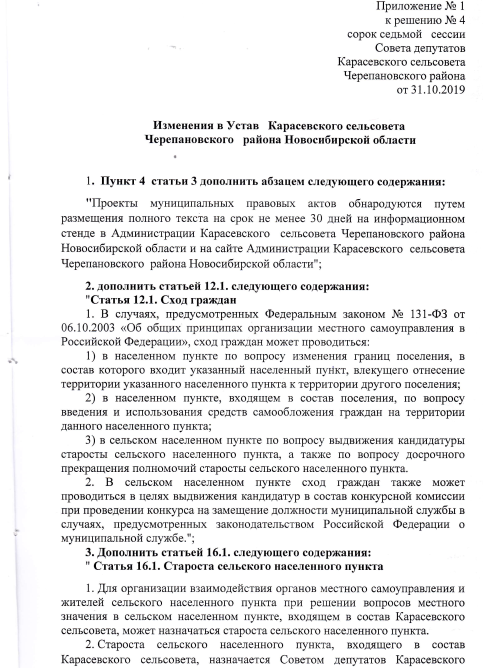 Приложение № 1
к решению № 4
сорок седьмой сессии
Совета депутатов
Карасевского сельсовета
Черепановского района
от 31.10.2019
Изменения в Устав Карасевского сельсовета
Черепановского района Новосибирской области
1. Пункт 4 статьи 3 дополнить абзацем следующего содержания:
"Проекты муниципальных правовых актов обнародуются путем
размещения полного текста на срок не менее 30 дней на информационном
стенде в Администрации Карасевского сельсовета Черепановского района
Новосибирской области и на сайте Администрации Карасевского сельсовета
Черепановского района Новосибирской области";
2. дополнить статьей 12.1. следующего содержания:
"Статья 12.1. Сход граждан
1. В случаях, предусмотренных Федеральным законом № 131-ФЗ от
06.10.2003 «Об общих принципах организации местного самоуправления в
Российской Федерации», сход граждан может проводиться:
1) в населенном пункте по вопросу изменения границ поселения, в
состав которого входит указанный населенный пункт, влекущего отнесение
территории указанного населенного пункта к территории другого поселения;
2) в населенном пункте, входящем в состав поселения, по вопросу
введения и использования средств самообложения граждан на территории
данного населенного пункта;
3) в сельском населенном пункте по вопросу выдвижения кандидатуры
старосты сельского населенного пункта, а также по вопросу досрочного
прекращения полномочий старосты сельского населенного пункта.
2. В сельском населенном пункте сход граждан также может
проводиться в целях выдвижения кандидатур в состав конкурсной комиссии
при проведении конкурса на замещение должности муниципальной службы в
случаях, предусмотренных законодательством Российской Федерации о
муниципальной службе.";
3. Дополнить статьей 16.1. следующего содержания:
" Статья 16.1. Староста сельского населенного пункта
1. Для организации взаимодействия органов местного самоуправления и
жителей сельского населенного пункта при решении вопросов местного
значения в сельском населенном пункте, входящем в состав Карасевского
сельсовета, может назначаться староста сельского населенного пункта.
2. Староста сельского населенного пункта, входящего в состав
Карасевского сельсовета, назначается Советом депутатов Карасевского